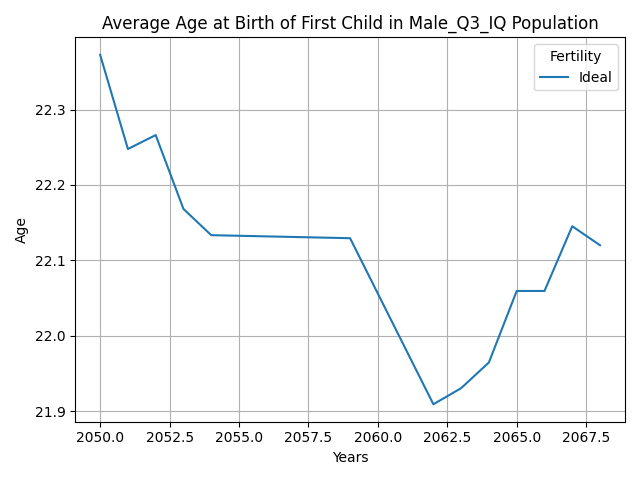 Average Age at Birth of First Child in Male_Q3_IQ Population
Fertility
Ideal
22.3
22.2
22.1
22.0
21.9
Age
2050.0 2052.5 2055.0 2057.5 2060.0 2062.5 2065.0 2067.5
Years